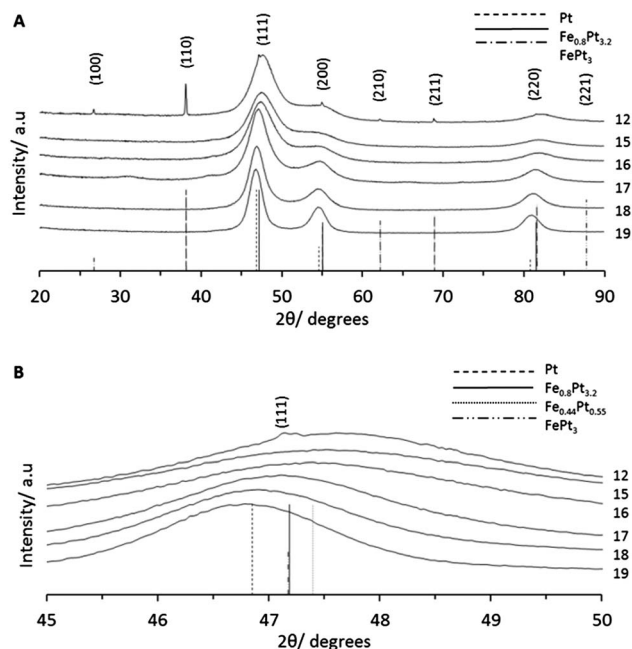 A
Pt
Fe0.8Pt3.2
FePt3
(100)
(110)
(111)
(200)
(210)
(211)
(220)
(221)
Intensity/ a.u
12
15
16
17
18
19
20 30 40 50 60 70 80 90
2θ/ degrees
B
Pt
Fe0.8Pt3.2
Fe0.44Pt0.55
FePt3
(111)
Intensity/ a.u
12
15
16
17
18
19
45 46 47 48 49 50
2θ/ degrees